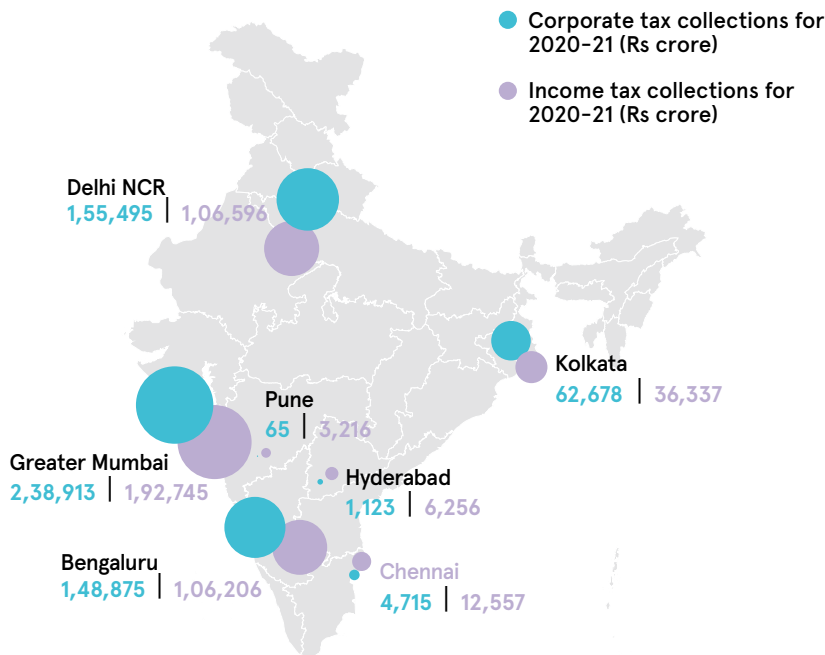 Corporate tax collections for
2020-21 (Rs crore)
Income tax collections for
2020-21 (Rs crore)
Delhi NCR
1,55,495 | 1,06,596
Kolkata
62,678 | 36,337
Pune
65 | 3,216
Greater Mumbai
2,38,913 | 1,92,745
Hyderabad
1,123 | 6,256
Bengaluru
1,48,875 | 1,06,206
Chennai
4,715 | 12,557